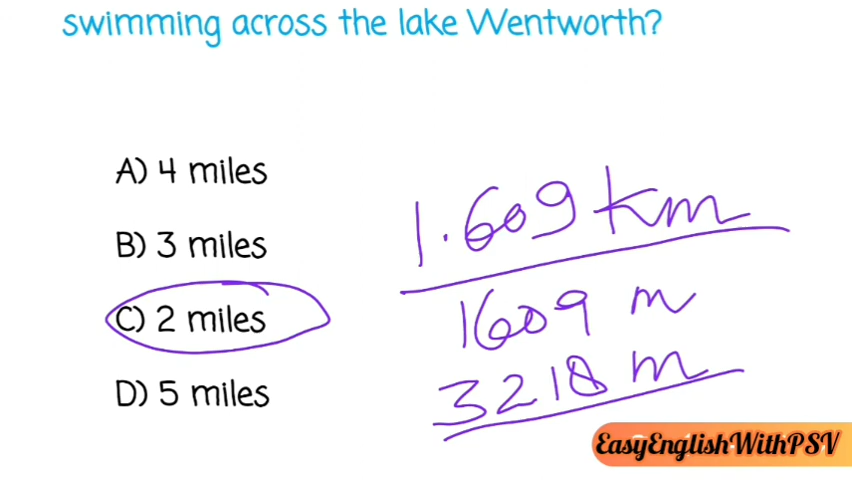 swimming across the lake Wentworth?
A) 4 miles
B) 3 miles
C) 2 miles
D) 5 miles
1.609 km
1609 m
3218 m
EasyEnglishWithPSV